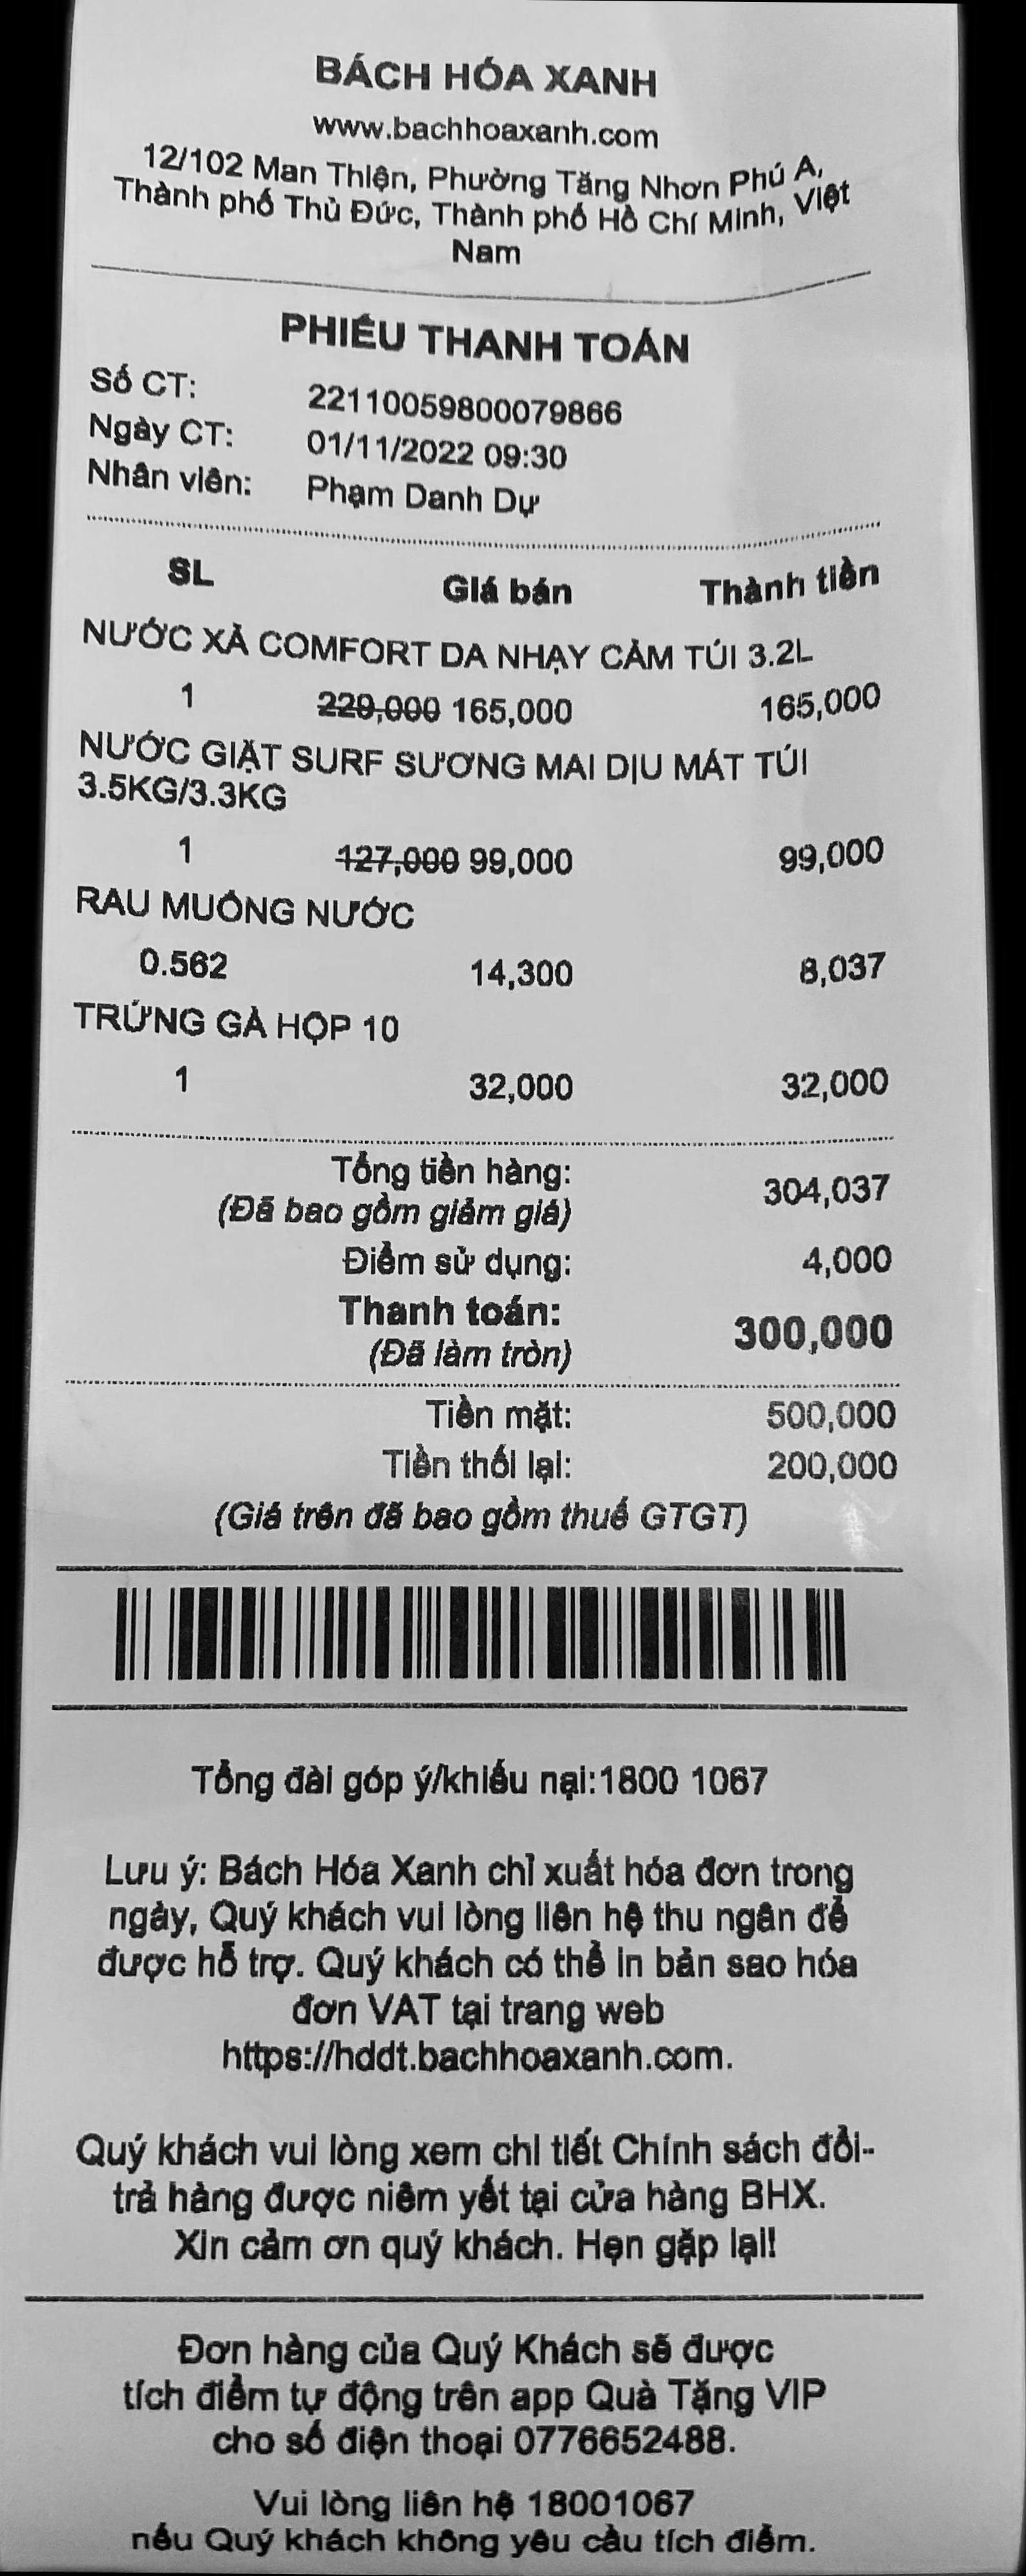 BÁCH HÓA XANH
www.bachhoaxanh.com
12/102 Man Thiện, Phường Tăng Nhơn Phú A,
Thành phố Thủ Đức, Thành phố Hồ Chí Minh, Việt
Nam
PHIẾU THANH TOÁN
Số CT: 22110059800079866
Ngày CT: 01/11/2022 09:30
Nhân viên: Phạm Danh Dự
SL Giá bán Thành tiền
NƯỚC XẢ COMFORT DA NHẠY CẢM TÚI 3.2L
1 229,000 165,000 165,000
NƯỚC GIẶT SURF SƯƠNG MAI DỊU MÁT TÚI
3.5KG/3.3KG
1 127,000 99,000 99,000
RAU MUỐNG NƯỚC
0.562 14,300 8,037
TRỨNG GÀ HỘP 10
1 32,000 32,000
Tổng tiền hàng: 304,037
(Đã bao gồm giảm giá)
Điểm sử dụng: 4,000
Thanh toán: 300,000
(Đã làm tròn)
Tiền mặt: 500,000
Tiền thối lại: 200,000
(Giá trên đã bao gồm thuế GTGT)
Tổng đài góp ý/khiếu nại:1800 1067
Lưu ý: Bách Hóa Xanh chỉ xuất hóa đơn trong
ngày, Quý khách vui lòng liên hệ thu ngân để
được hỗ trợ. Quý khách có thể in bản sao hóa
đơn VAT tại trang web
https://hddt.bachhoaxanh.com.
Quý khách vui lòng xem chi tiết Chính sách đổi-
trả hàng được niêm yết tại cửa hàng BHX.
Xin cảm ơn quý khách. Hẹn gặp lại!
Đơn hàng của Quý Khách sẽ được
tích điểm tự động trên app Quà Tặng VIP
cho số điện thoại 0776652488.
Vui lòng liên hệ 18001067
nếu Quý khách không yêu cầu tích điểm.